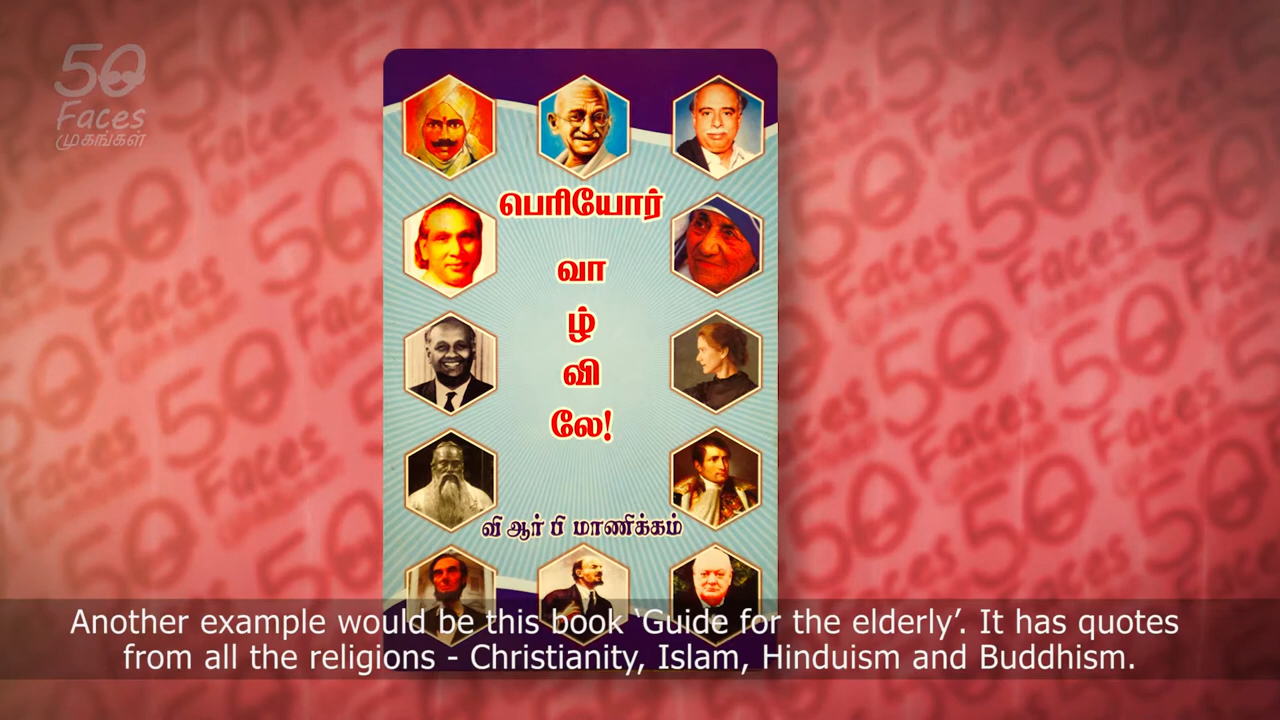 50
Faces
முகங்கள்
பெரியோர்
வா
ழ்
வி
லே!
வி ஆர் பி மாணிக்கம்
Another example would be this book ‘Guide for the elderly’. It has quotes
from all the religions - Christianity, Islam, Hinduism and Buddhism.